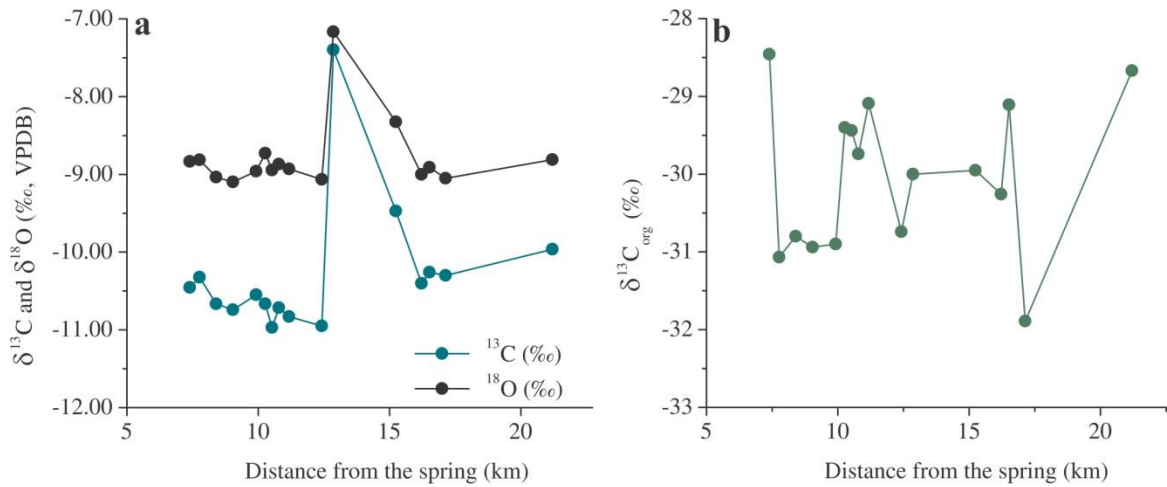 a
δ¹³C and δ¹⁸O (‰, VPDB)
-7.00
-8.00
-9.00
-10.00
-11.00
-12.00
5
10
15
20
Distance from the spring (km)
¹³C (‰)
¹⁸O (‰)
b
δ¹³C org (‰)
-28
-29
-30
-31
-32
-33
5
10
15
20
Distance from the spring (km)